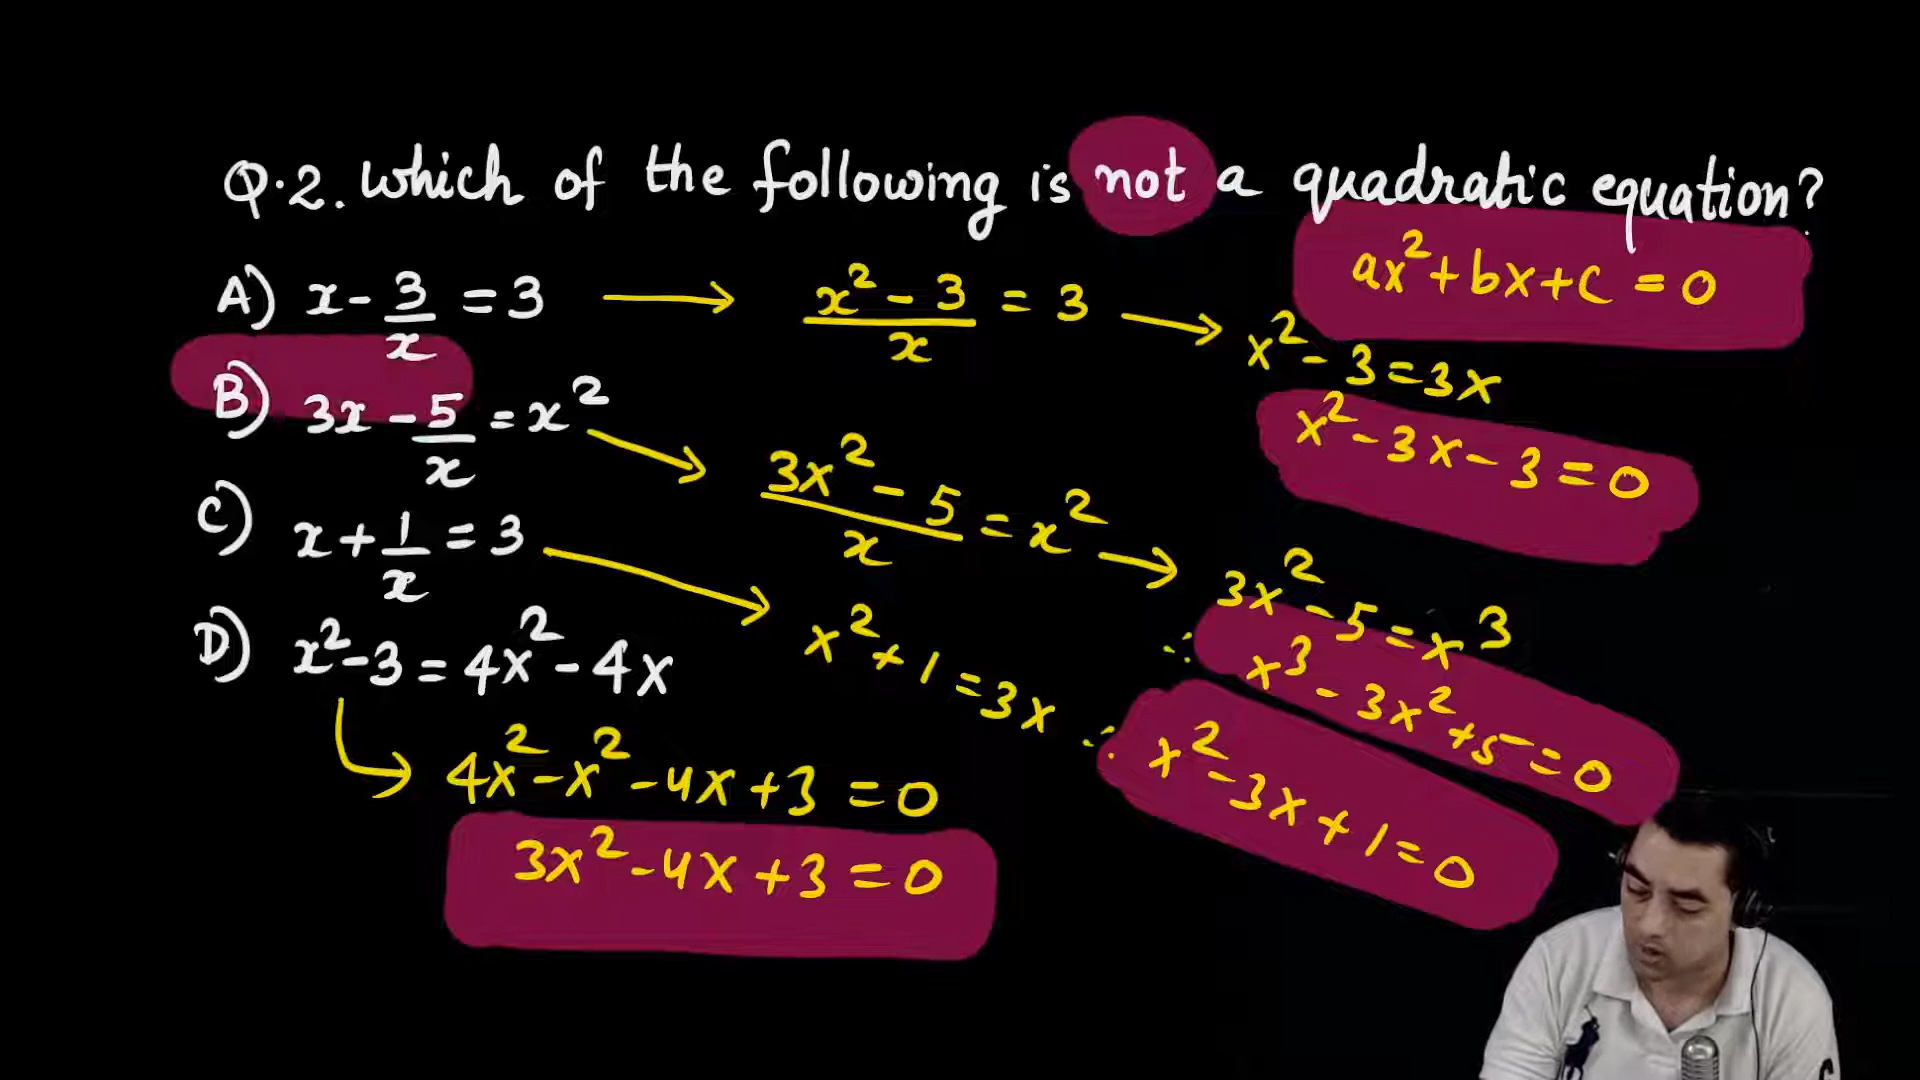 Q.2. Which of the following is not a quadratic equation?
ax²+bx+c=0
A) x - 3/x = 3 → (x² - 3)/x = 3 → x² - 3 = 3x
x² - 3x - 3 = 0
B) 3x - 5/x = x² → (3x² - 5)/x = x² → 3x² - 5 = x³
∴ x³ - 3x² + 5 = 0
C) x + 1/x = 3 → x² + 1 = 3x
∴ x² - 3x + 1 = 0
D) x² - 3 = 4x² - 4x
→ 4x² - x² - 4x + 3 = 0
3x² - 4x + 3 = 0